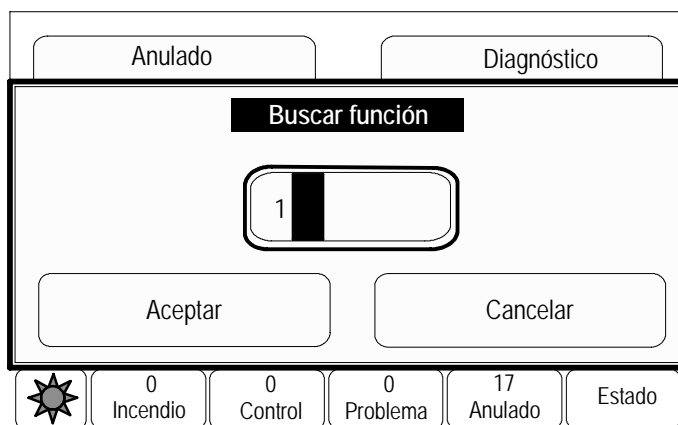 Anulado
Diagnóstico
Buscar función
1
Aceptar
Cancelar
0
Incendio
0
Control
0
Problema
17
Anulado
Estado